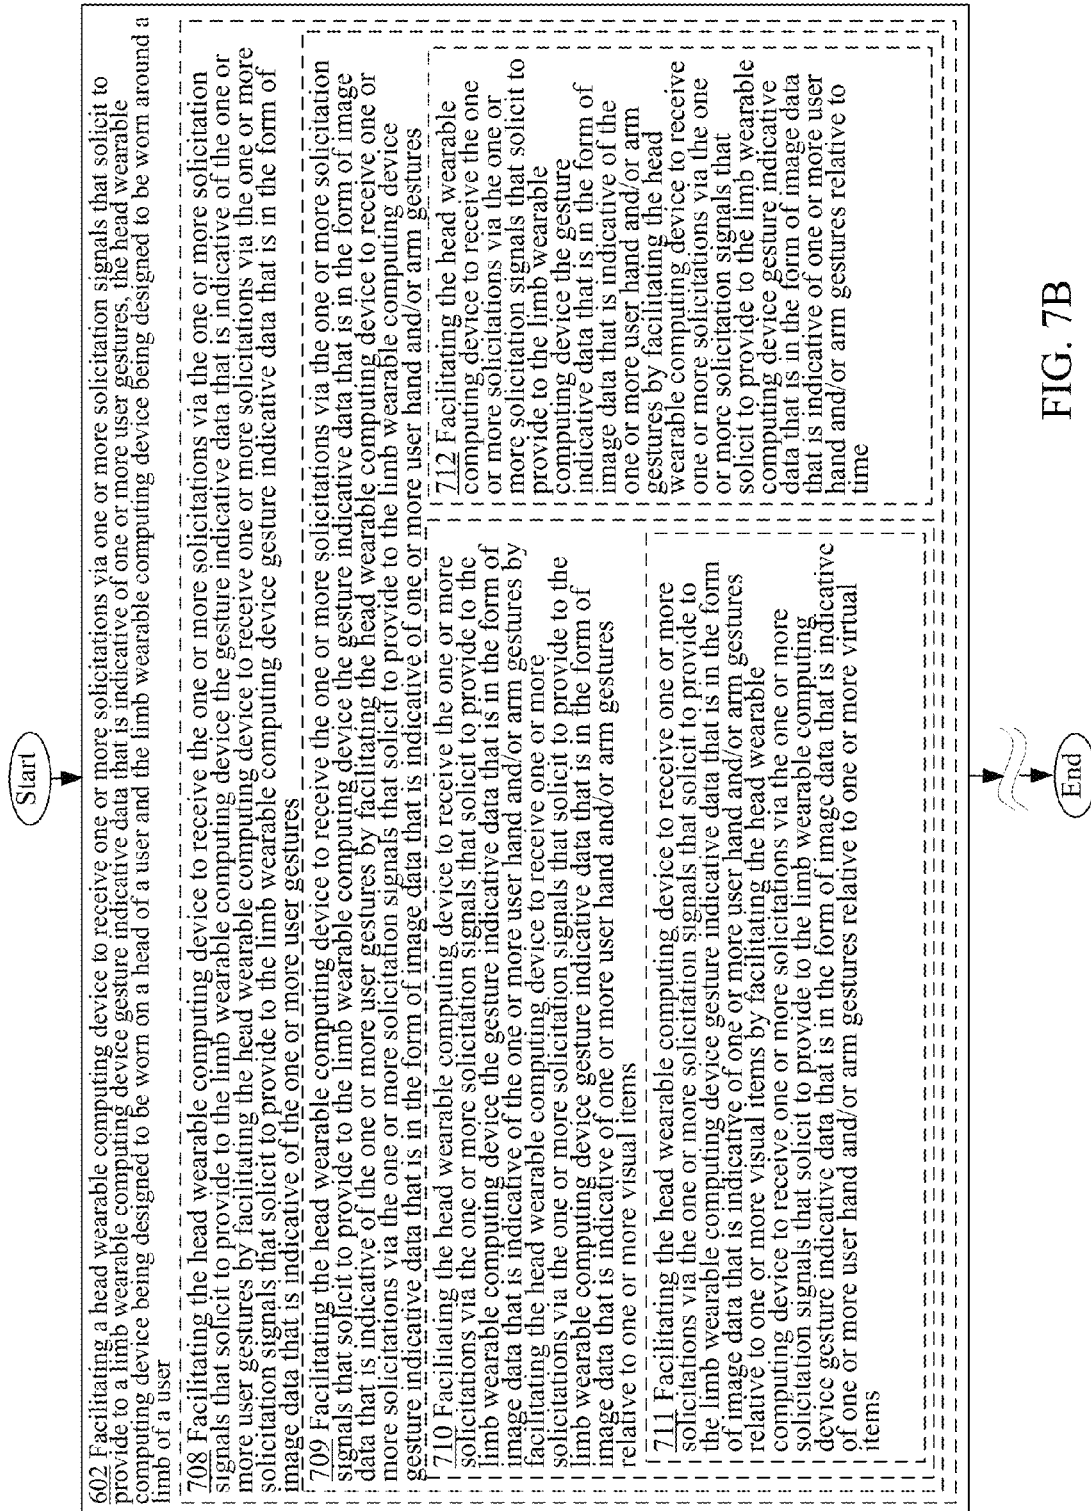 Start
602 Facilitating a head wearable computing device to receive one or more solicitations via one or more solicitation signals that solicit to
provide to a limb wearable computing device gesture indicative data that is indicative of one or more user gestures, the head wearable
computing device being designed to be worn on a head of a user and the limb wearable computing device being designed to be worn around a
limb of a user
708 Facilitating the head wearable computing device to receive the one or more solicitations via the one or more solicitation
signals that solicit to provide to the limb wearable computing device the gesture indicative data that is indicative of the one or
more user gestures by facilitating the head wearable computing device to receive one or more solicitations via the one or more
solicitation signals that solicit to provide to the limb wearable computing device gesture indicative data that is in the form of
image data that is indicative of the one or more user gestures
709 Facilitating the head wearable computing device to receive the one or more solicitations via the one or more solicitation
signals that solicit to provide to the limb wearable computing device the gesture indicative data that is in the form of image
data that is indicative of the one or more user gestures by facilitating the head wearable computing device to receive one or
more solicitations via the one or more solicitation signals that solicit to provide to the limb wearable computing device
gesture indicative data that is in the form of image data that is indicative of one or more user hand and/or arm gestures
710 Facilitating the head wearable computing device to receive the one or more
solicitations via the one or more solicitation signals that solicit to provide to the
limb wearable computing device the gesture indicative data that is in the form of
image data that is indicative of the one or more user hand and/or arm gestures by
facilitating the head wearable computing device to receive one or more
solicitations via the one or more solicitation signals that solicit to provide to the
limb wearable computing device gesture indicative data that is in the form of
image data that is indicative of one or more user hand and/or arm gestures
relative to one or more visual items
711 Facilitating the head wearable computing device to receive one or more
solicitations via the one or more solicitation signals that solicit to provide to
the limb wearable computing device gesture indicative data that is in the form
of image data that is indicative of one or more user hand and/or arm gestures
relative to one or more visual items by facilitating the head wearable
computing device to receive one or more solicitations via the one or more
solicitation signals that solicit to provide to the limb wearable computing
device gesture indicative data that is in the form of image data that is indicative
of one or more user hand and/or arm gestures relative to one or more virtual
items
712 Facilitating the head wearable
computing device to receive the one
or more solicitations via the one or
more solicitation signals that solicit to
provide to the limb wearable
computing device the gesture
indicative data that is in the form of
image data that is indicative of the
one or more user hand and/or arm
gestures by facilitating the head
wearable computing device to receive
one or more solicitations via the one
or more solicitation signals that
solicit to provide to the limb wearable
computing device gesture indicative
data that is in the form of image data
that is indicative of one or more user
hand and/or arm gestures relative to
time
End
FIG. 7B